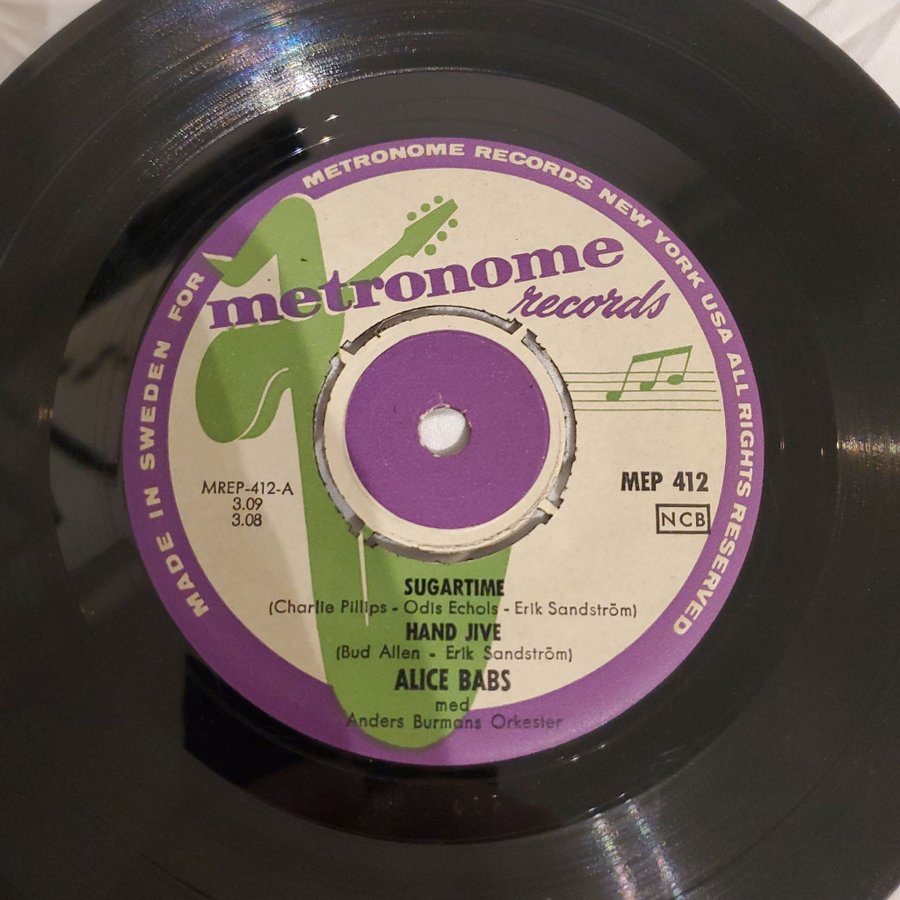 METRONOME RECORDS NEW YORK USA ALL RIGHTS RESERVED
MADE IN SWEDEN FOR
metronome
records
MREP-412-A
3.09
3.08
MEP 412
NCB
SUGARTIME
(Charlie Pillips - Odis Echols - Erik Sandström)
HAND JIVE
(Bud Allen - Erik Sandström)
ALICE BABS
med
Anders Burmans Orkester